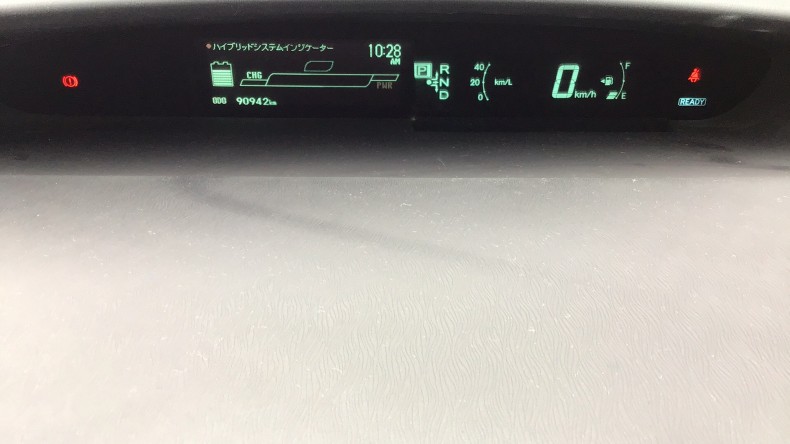 ハイブリッドシステムインジケーター 10:28
AM
CHG
PWR
ODO 90942km
P R
N
D
40
20 km/L
0
0 km/h
F
E
READY